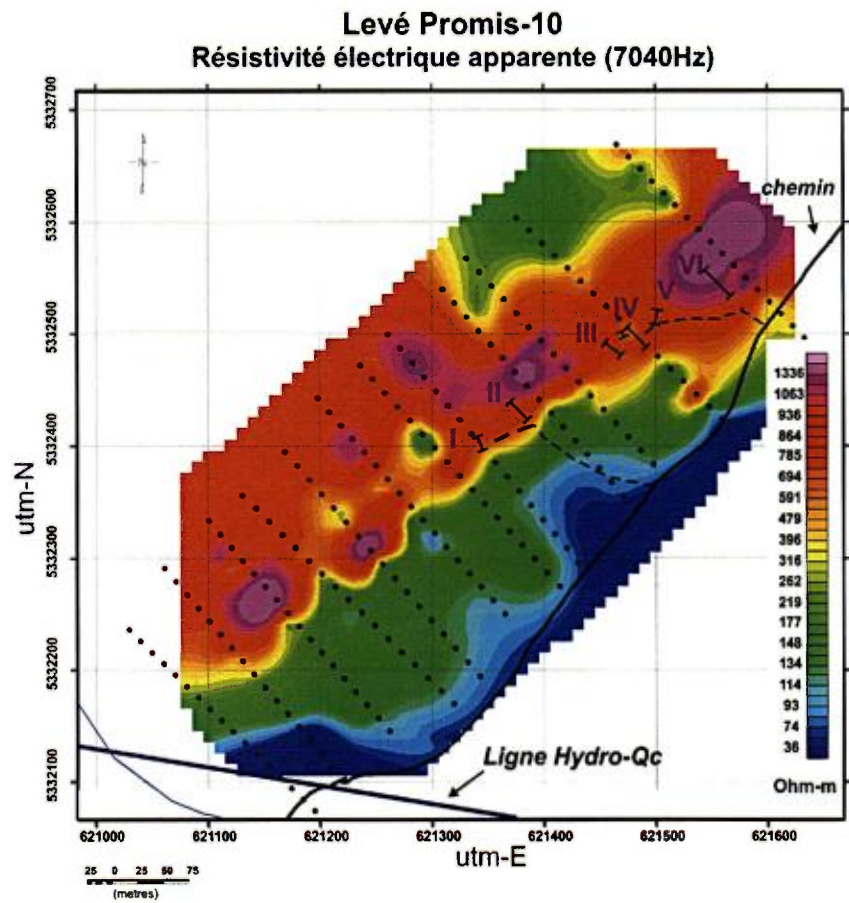 Levé Promis-10
Résistivité électrique apparente (7040Hz)
5332700
5332600
5332500
5332400
5332300
5332200
5332100
utm-N
N
chemin
VI
V
IV
III
II
I
1336
1063
936
864
785
694
591
479
396
316
262
219
177
148
134
114
93
74
36
Ohm-m
Ligne Hydro-Qc
621000 621100 621200 621300 621400 621500 621600
utm-E
25 0 25 50 75
(metres)